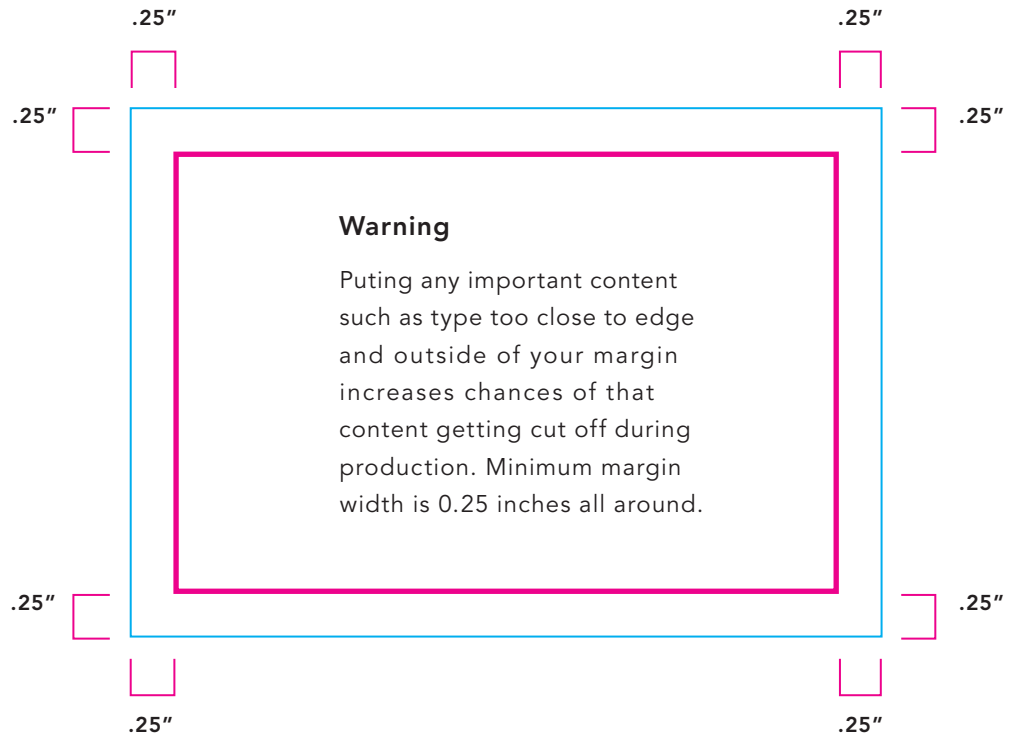 .25″ .25″
.25″ .25″
Warning
Puting any important content
such as type too close to edge
and outside of your margin
increases chances of that
content getting cut off during
production. Minimum margin
width is 0.25 inches all around.
.25″ .25″
.25″ .25″